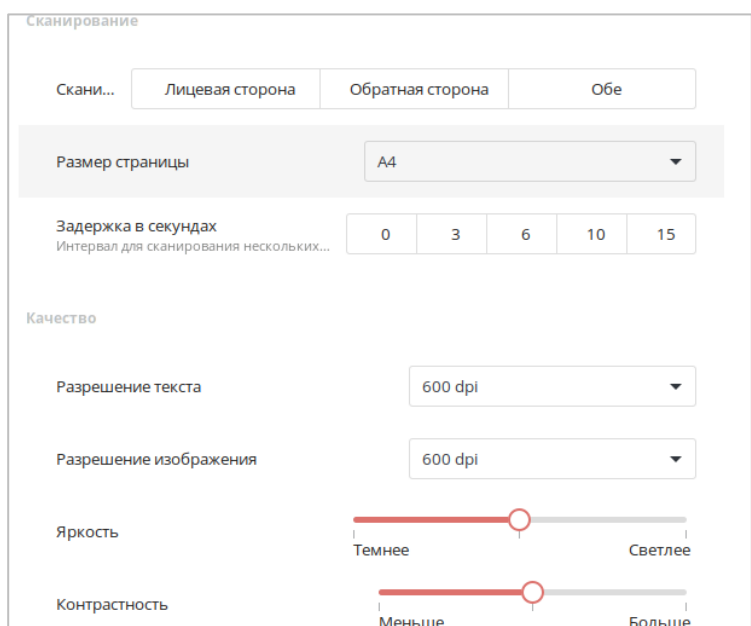 Сканирование
Скани... Лицевая сторона Обратная сторона Обе
Размер страницы A4
Задержка в секундах 0 3 6 10 15
Интервал для сканирования нескольких...
Качество
Разрешение текста 600 dpi
Разрешение изображения 600 dpi
Яркость
Темнее Светлее
Контрастность
Меньше Больше